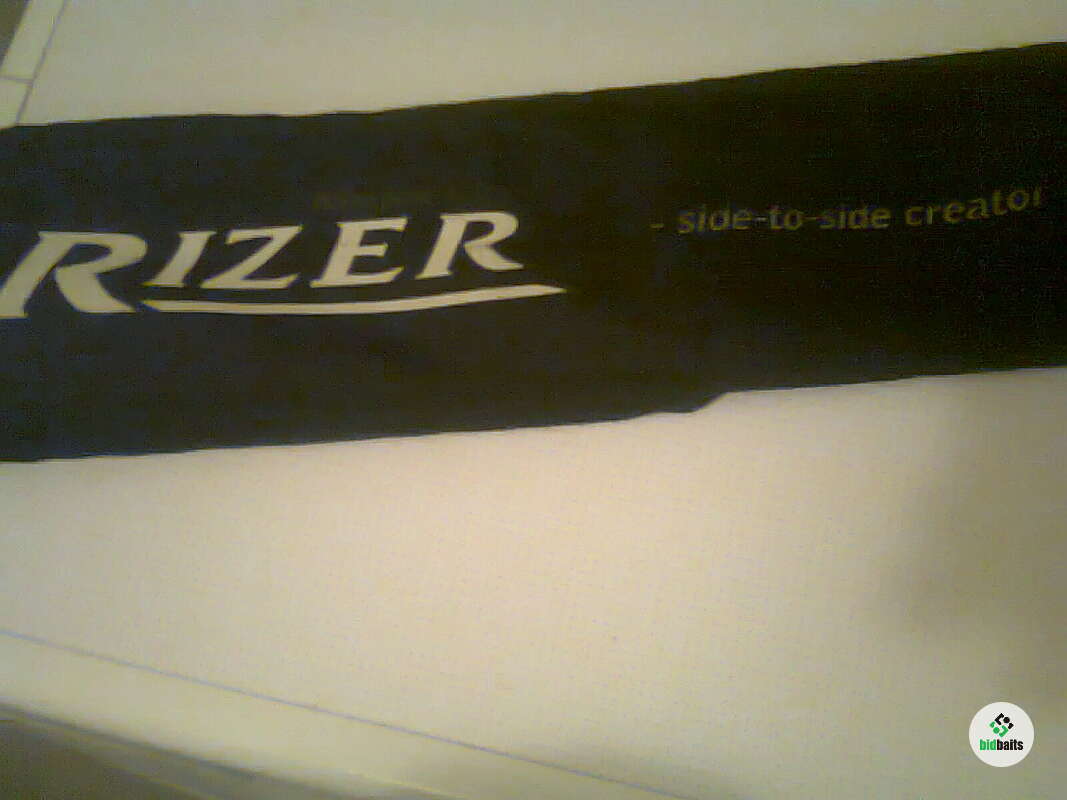 RIZER
- side-to-side creator
bidbaits